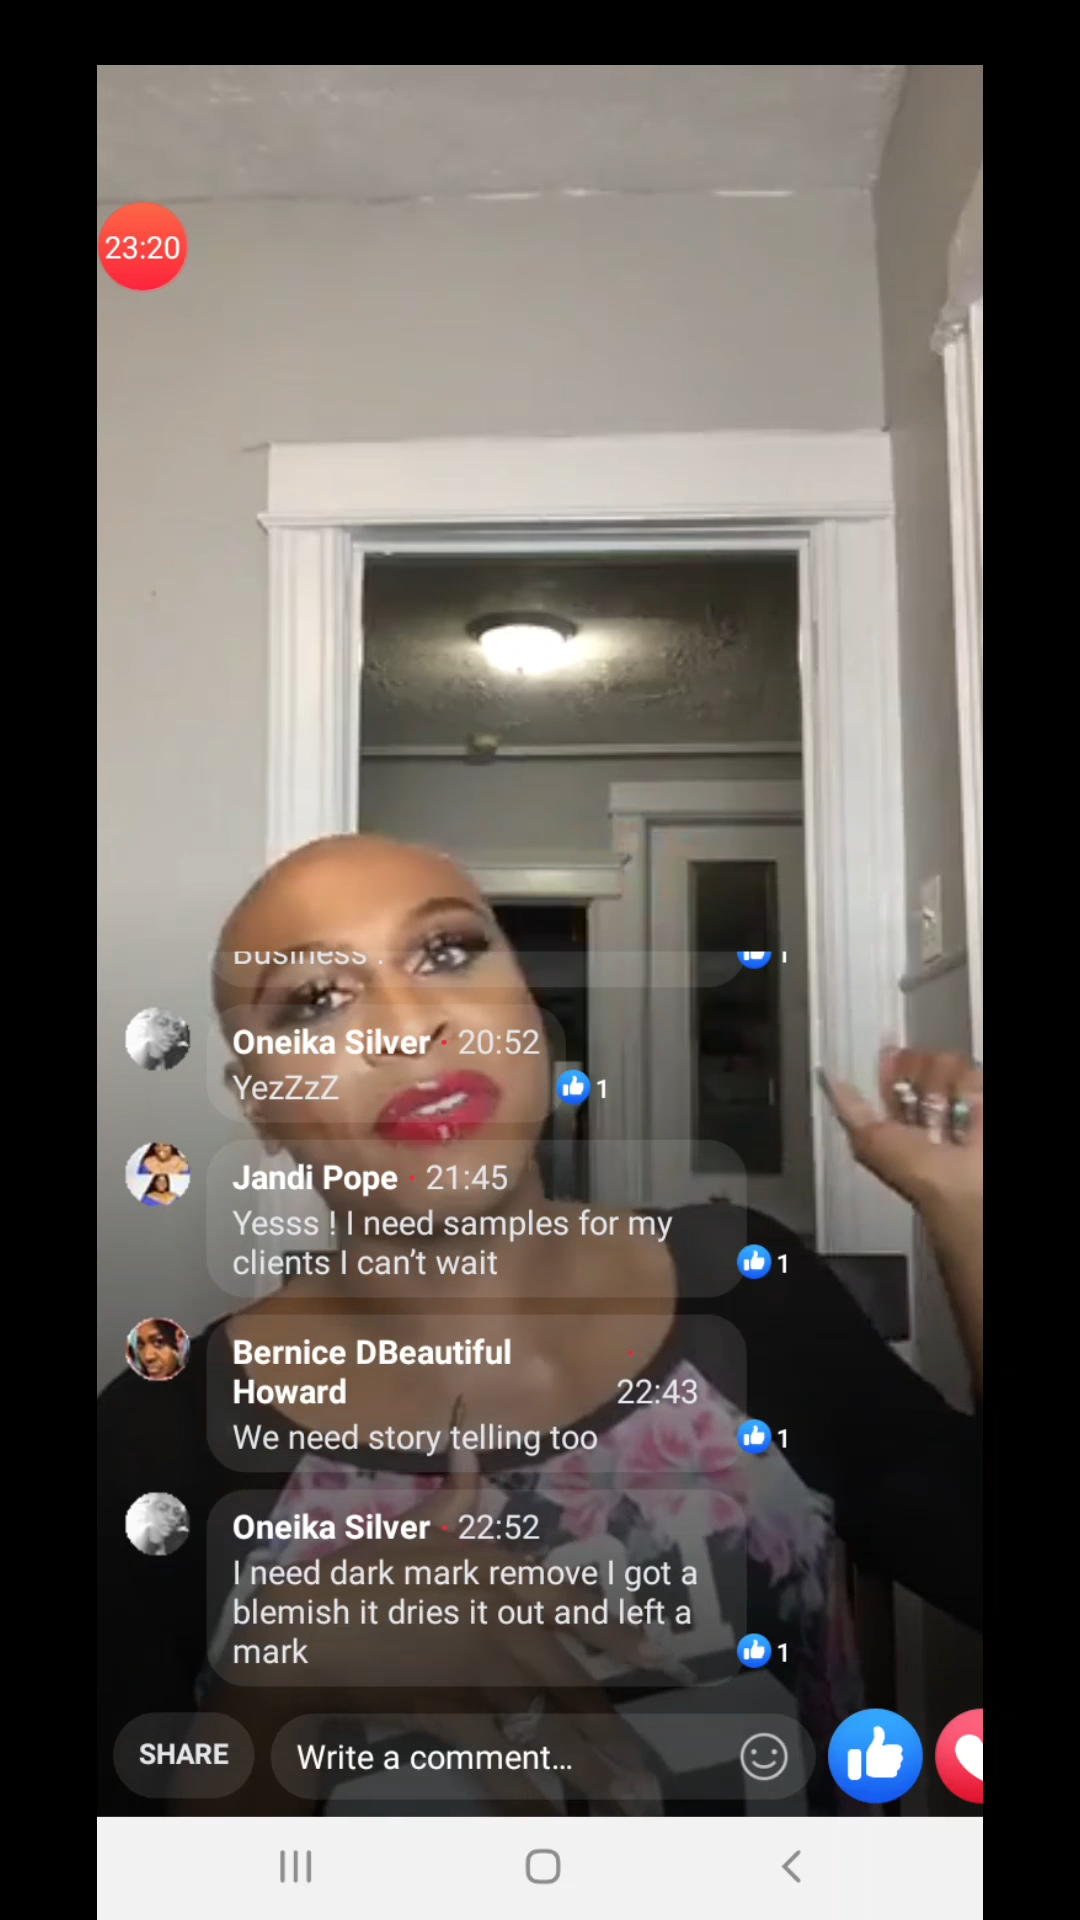 23:20
Business .
1
Oneika Silver · 20:52
YezZzZ
1
Jandi Pope · 21:45
Yesss ! I need samples for my
clients I can’t wait
1
Bernice DBeautiful ·
Howard 22:43
We need story telling too
1
Oneika Silver · 22:52
I need dark mark remove I got a
blemish it dries it out and left a
mark
1
SHARE
Write a comment...